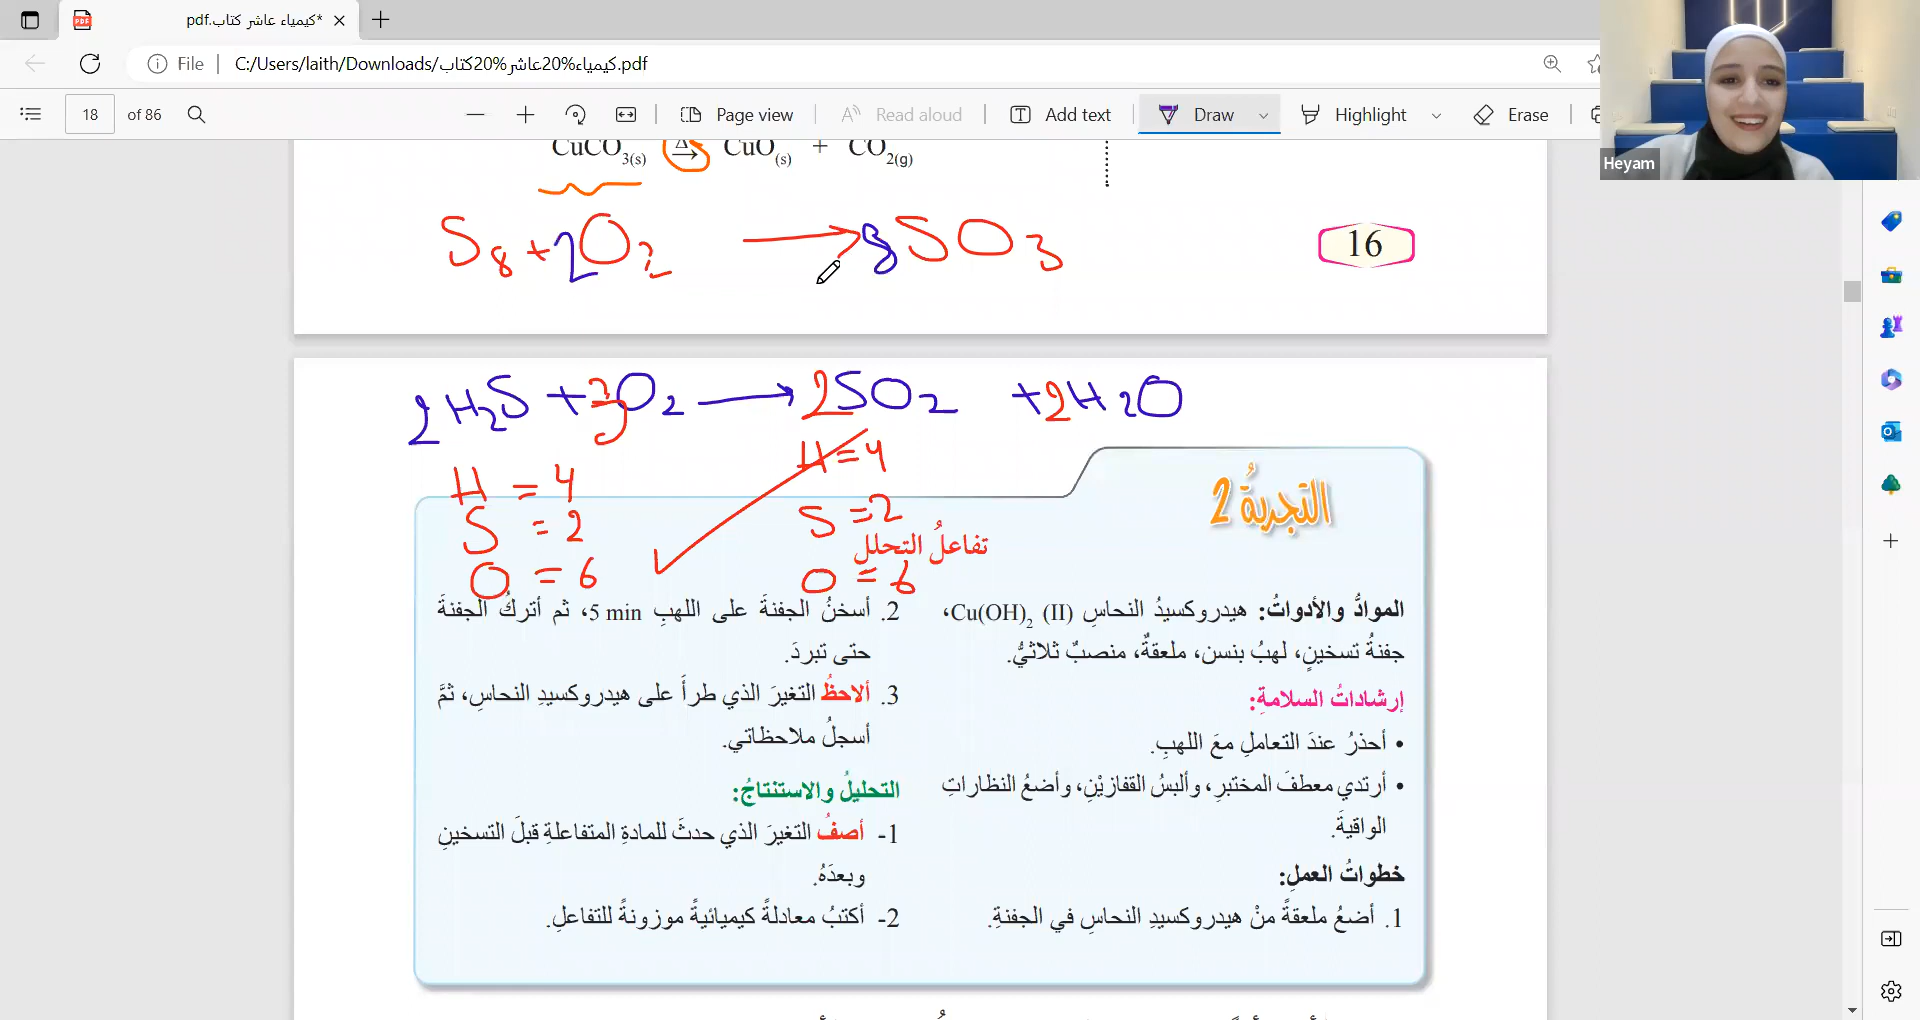 كيمياء عاشر كتاب.pdf*
File C:/Users/laith/Downloads/كيمياء%20عاشر%20كتاب.pdf
18 of 86 Page view Read aloud Add text Draw Highlight Erase
Heyam
CuCO3(s) Δ→ CuO(s) + CO2(g)
S8 + 2O2 → 8SO3
16
2H2S + 3O2 → 2SO2 + 2H2O
H = 4
S = 2
O = 6
H = 4
S = 2
O = 6
التجربةُ 2
تفاعلُ التحللِ
الموادُّ والأدواتُ: هيدروكسيدُ النحاسِ (II) Cu(OH)2،
جفنةُ تسخينٍ، لهبُ بنسن، ملعقةٌ، منصبٌ ثلاثيٌّ.
إرشاداتُ السلامةِ:
• أحذرُ عندَ التعاملِ معَ اللهبِ.
• أرتدي معطفَ المختبرِ، وألبسُ القفازيْنِ، وأضعُ النظاراتِ
الواقيةَ.
خطواتُ العملِ:
1. أضعُ ملعقةً منْ هيدروكسيدِ النحاسِ في الجفنةِ.
2. أسخنُ الجفنةَ على اللهبِ 5 min، ثم أتركُ الجفنةَ
حتى تبردَ.
3. ألاحظُ التغيرَ الذي طرأَ على هيدروكسيدِ النحاسِ، ثمَّ
أسجلُ ملاحظاتي.
التحليلُ والاستنتاجُ:
1- أصفُ التغيرَ الذي حدثَ للمادةِ المتفاعلةِ قبلَ التسخينِ
وبعدَهُ.
2- أكتبُ معادلةً كيميائيةً موزونةً للتفاعلِ.